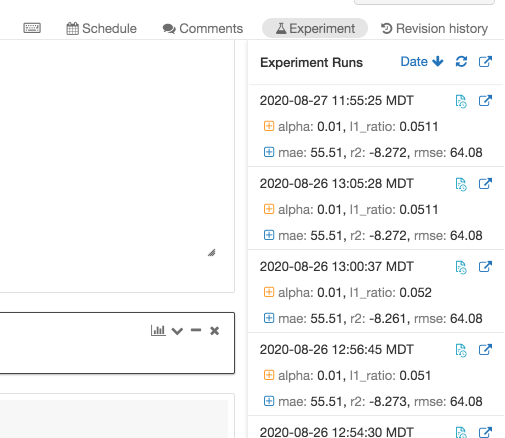 Schedule Comments Experiment Revision history
Experiment Runs Date
2020-08-27 11:55:25 MDT
alpha: 0.01, l1_ratio: 0.0511
mae: 55.51, r2: -8.272, rmse: 64.08
2020-08-26 13:05:28 MDT
alpha: 0.01, l1_ratio: 0.0511
mae: 55.51, r2: -8.272, rmse: 64.08
2020-08-26 13:00:37 MDT
alpha: 0.01, l1_ratio: 0.052
mae: 55.51, r2: -8.261, rmse: 64.08
2020-08-26 12:56:45 MDT
alpha: 0.01, l1_ratio: 0.051
mae: 55.51, r2: -8.273, rmse: 64.08
2020-08-26 12:54:30 MDT